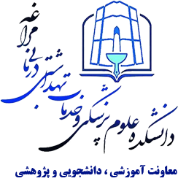 دانشکده علوم پزشکی و خدمات بهداشتی درمانی مراغه
معاونت آموزشی ، دانشجویی و پژوهشی